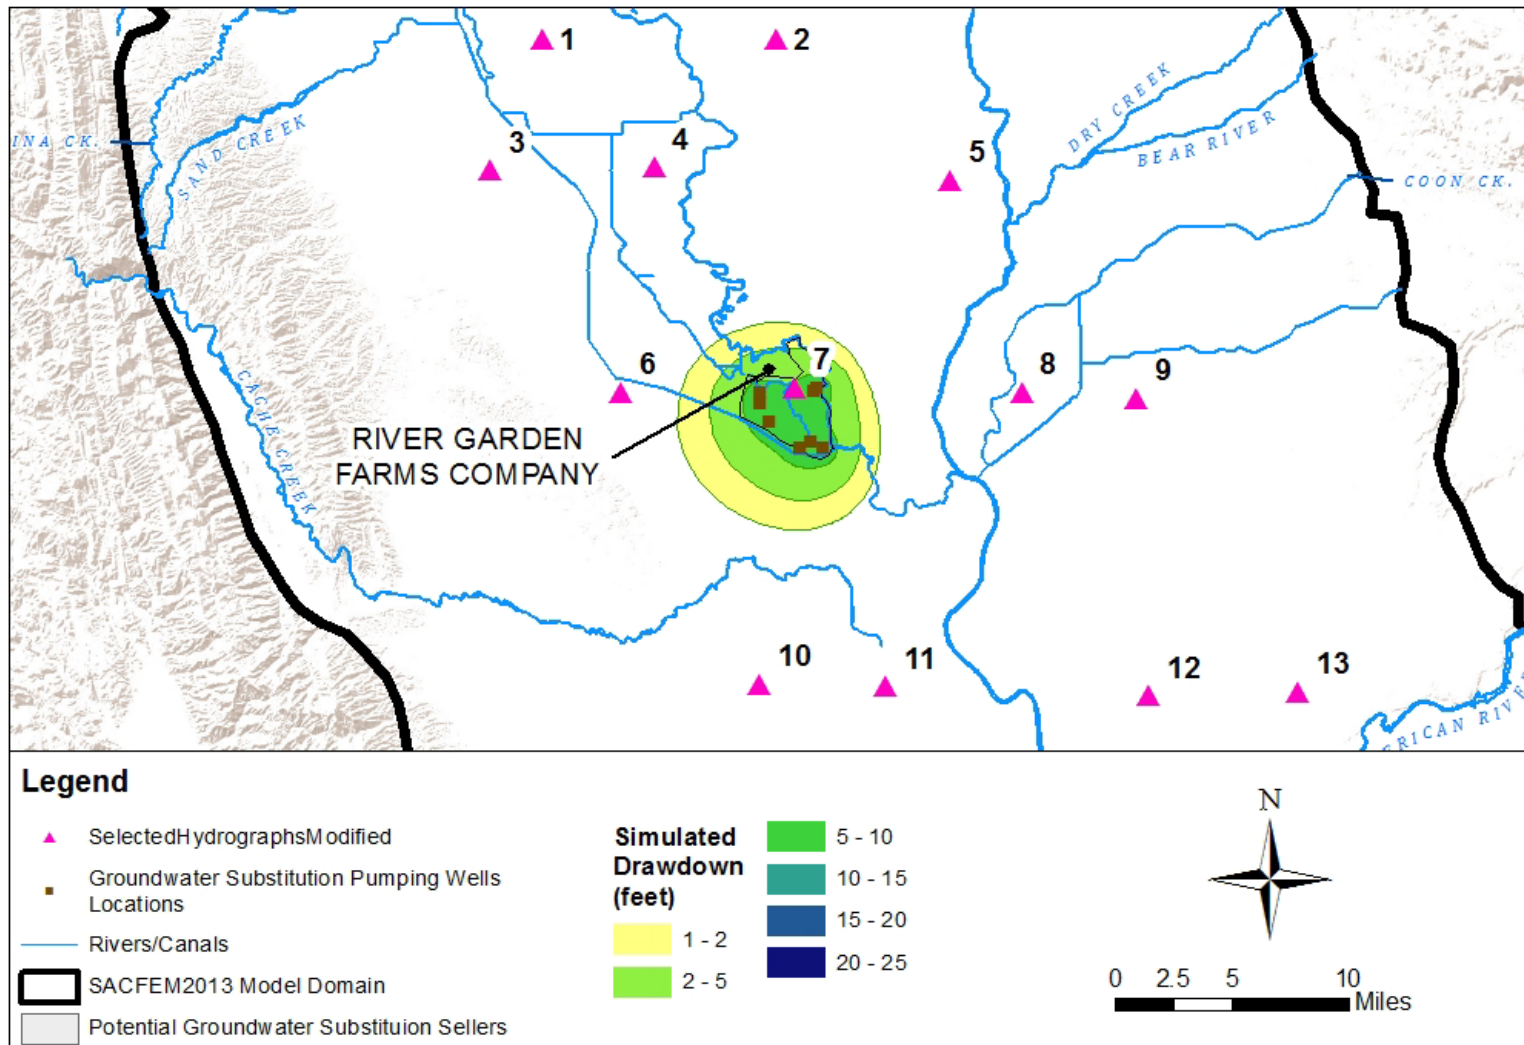 1
2
DRY CREEK
BEAR RIVER
INA CK.
SAND CREEK
3
4
5
COON CK.
6
7
8
9
CACHE CREEK
RIVER GARDEN
FARMS COMPANY
10
11
12
13
ERICAN RIVE
Legend
SelectedHydrographsModified
Groundwater Substitution Pumping Wells
Locations
Rivers/Canals
SACFEM2013 Model Domain
Potential Groundwater Substituion Sellers
Simulated
Drawdown
(feet)
1 - 2
2 - 5
5 - 10
10 - 15
15 - 20
20 - 25
N
0 2.5 5 10
Miles